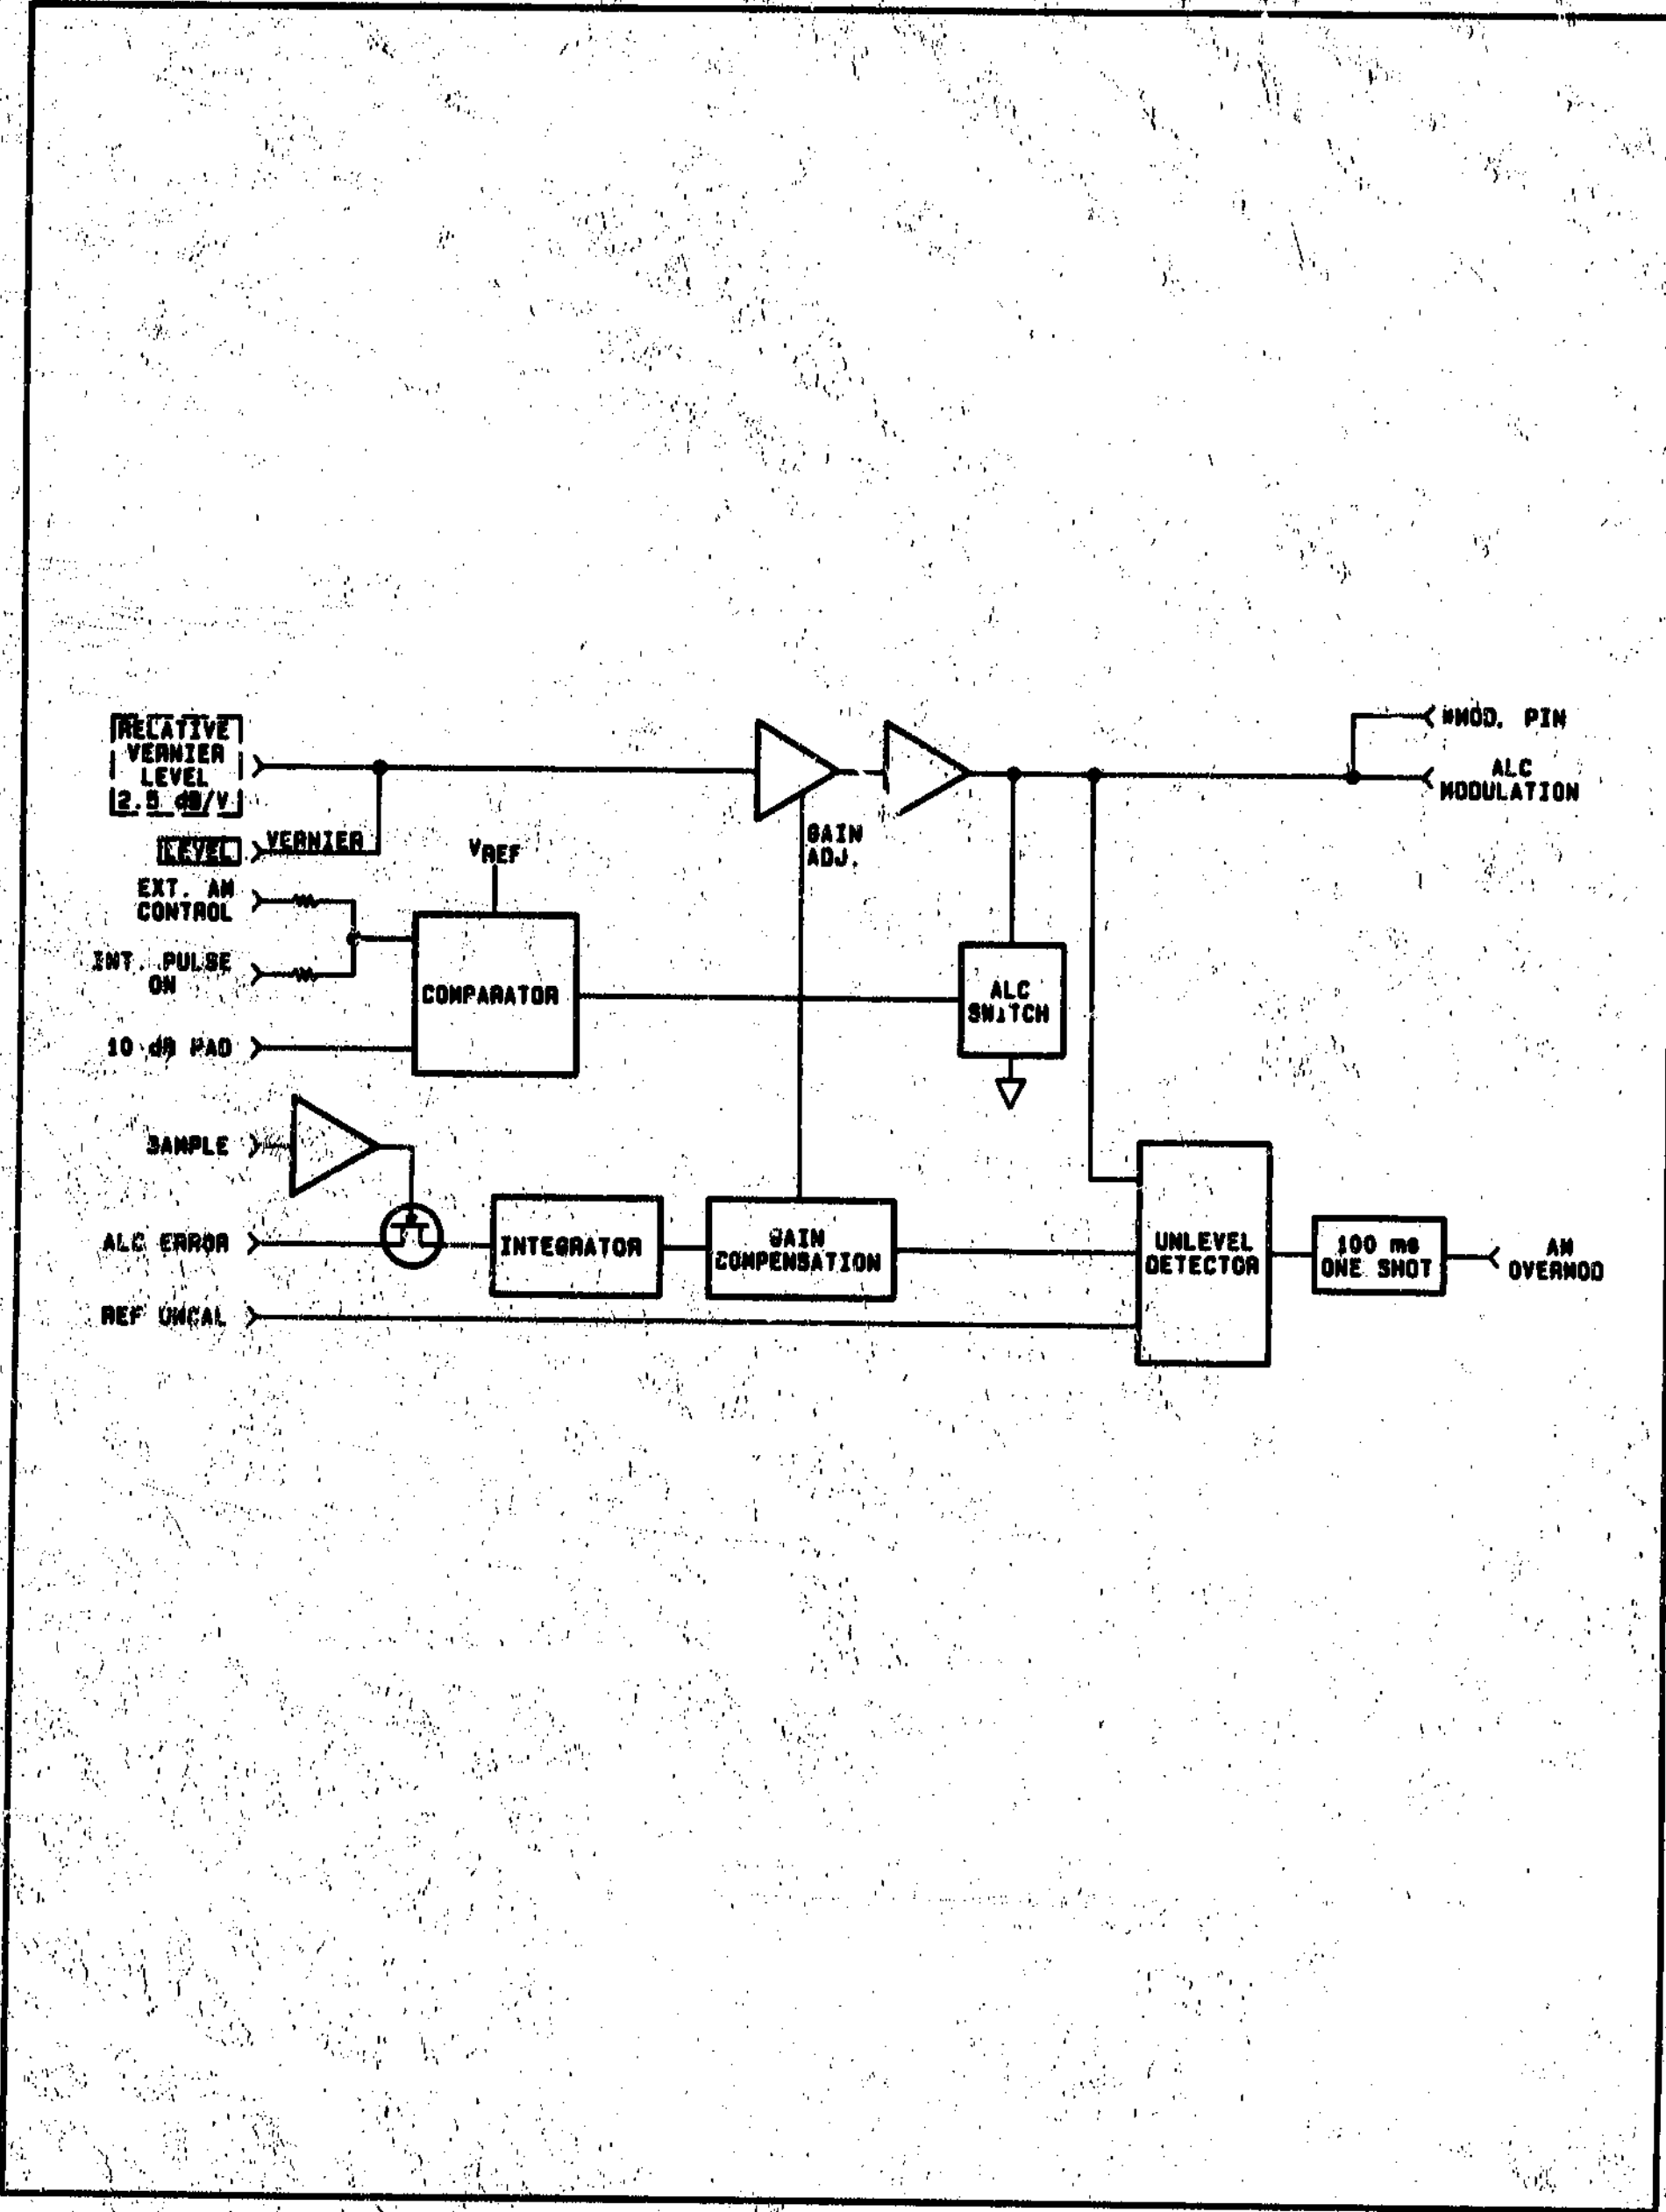 RELATIVE
VERNIER
LEVEL
2.5 dB/V
LEVEL
VERNIER
EXT. AM
CONTROL
INT. PULSE
ON
10 dB PAD
SAMPLE
ALC ERROR
REF UNCAL
VREF
COMPARATOR
GAIN
ADJ.
ALC
SWITCH
INTEGRATOR
GAIN
COMPENSATION
UNLEVEL
DETECTOR
100 ms
ONE SHOT
MOD. PIN
ALC
MODULATION
AM
OVERMOD